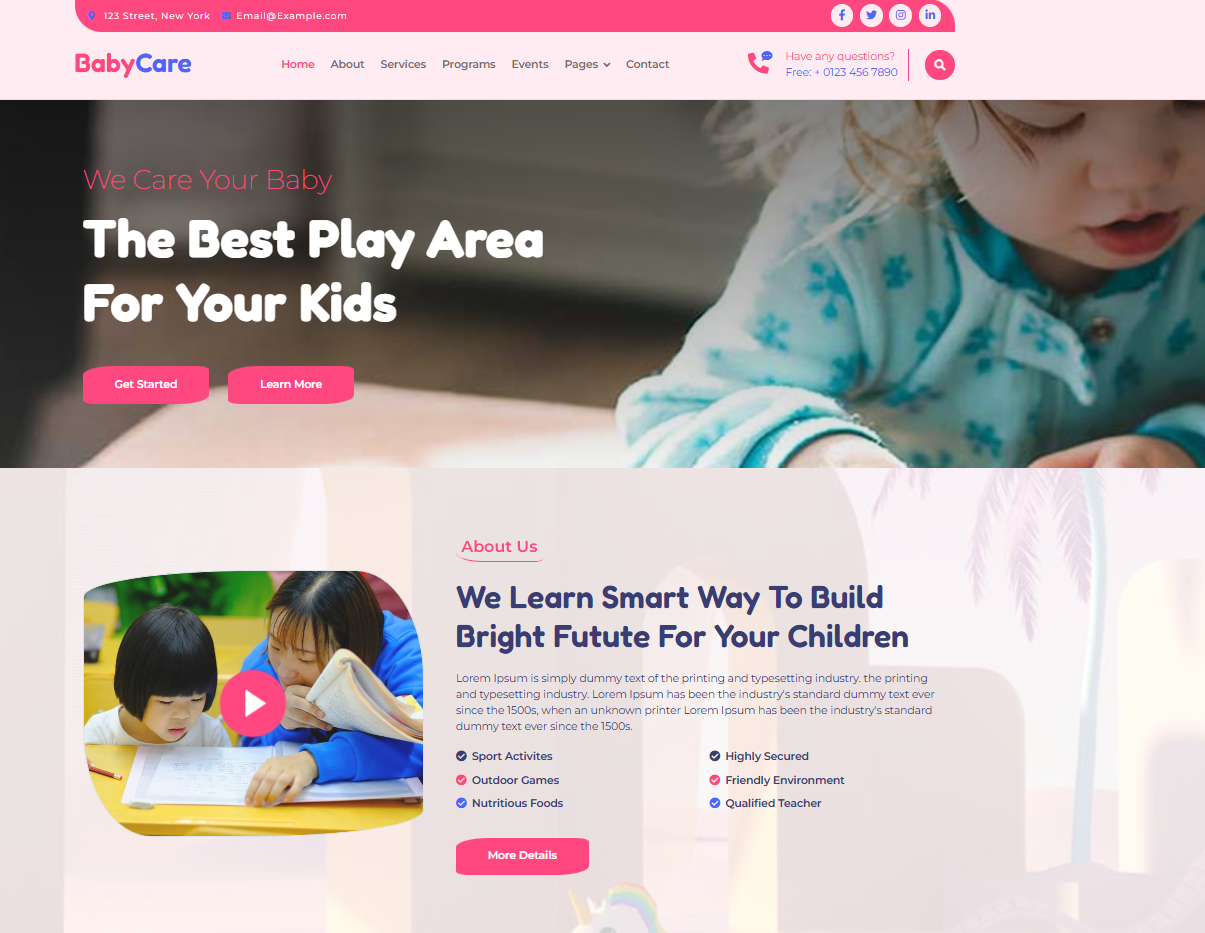 123 Street, New York Email@Example.com
BabyCare
Home About Services Programs Events Pages Contact
Have any questions?
Free: + 0123 456 7890
We Care Your Baby
The Best Play Area
For Your Kids
Get Started Learn More
About Us
We Learn Smart Way To Build
Bright Futute For Your Children
Lorem Ipsum is simply dummy text of the printing and typesetting industry. the printing
and typesetting industry. Lorem Ipsum has been the industry's standard dummy text ever
since the 1500s, when an unknown printer Lorem Ipsum has been the industry's standard
dummy text ever since the 1500s.
Sport Activites Highly Secured
Outdoor Games Friendly Environment
Nutritious Foods Qualified Teacher
More Details